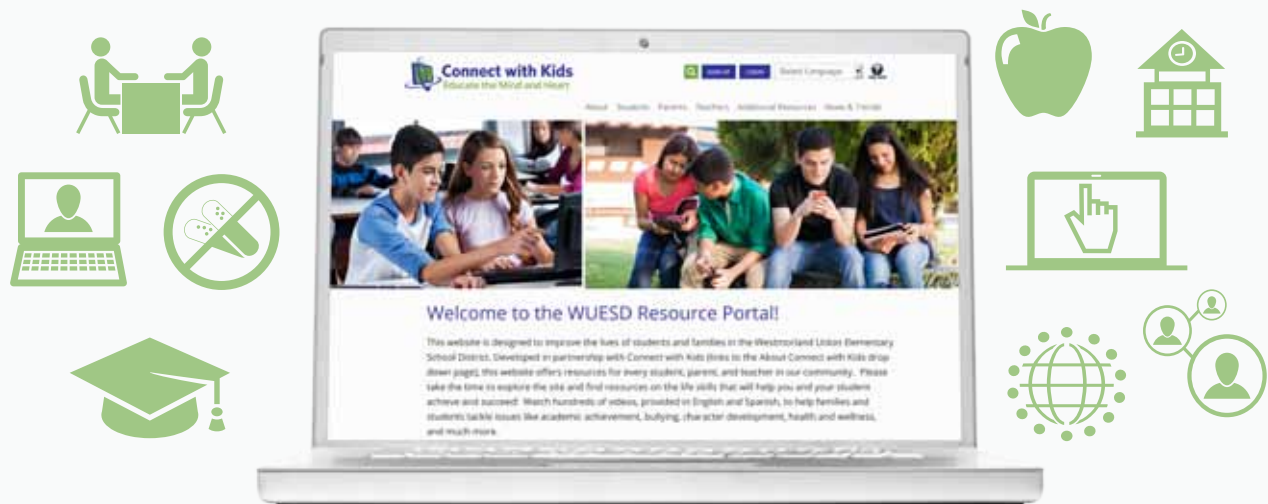 Connect with Kids
Educate the Mind and Heart
SIGN UP LOGIN Select Language
About Students Parents Teachers Additional Resources News & Trends
Welcome to the WUESD Resource Portal!
This website is designed to improve the lives of students and families in the Westmorland Union Elementary
School District. Developed in partnership with Connect with Kids (links to the About Connect with Kids drop
down page), this website offers resources for every student, parent, and teacher in our community. Please
take the time to explore the site and find resources on the life skills that will help you and your student
achieve and succeed! Watch hundreds of videos, provided in English and Spanish, to help families and
students tackle issues like academic achievement, bullying, character development, health and wellness,
and much more.